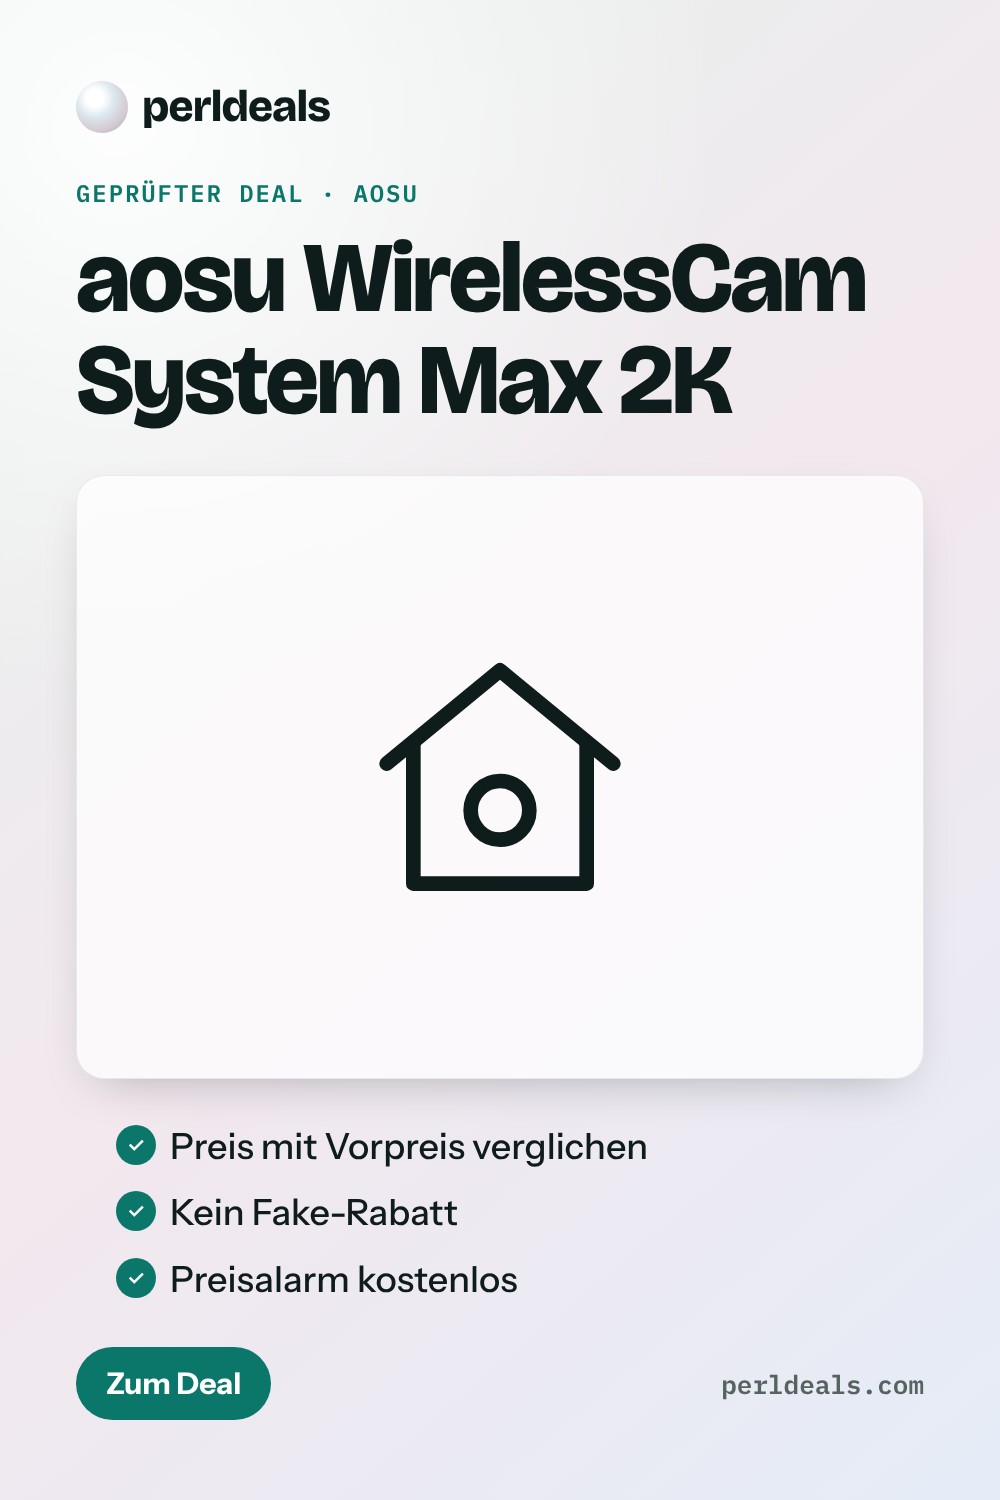 perldeals
GEPRÜFTER DEAL · AOSU
aosu WirelessCam
System Max 2K
Preis mit Vorpreis verglichen
Kein Fake-Rabatt
Preisalarm kostenlos
Zum Deal
perldeals.com